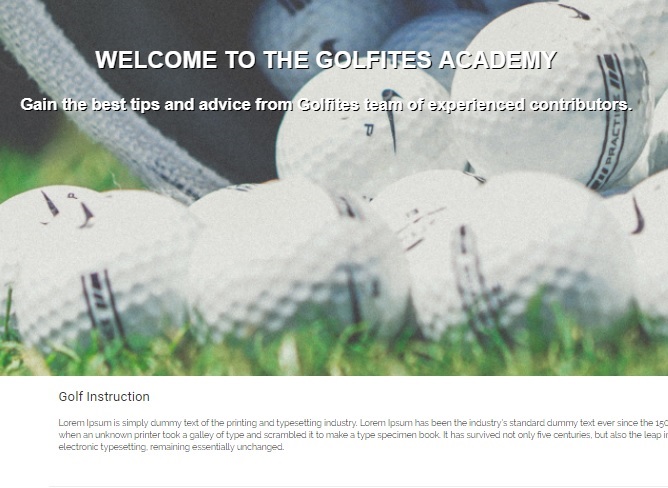 WELCOME TO THE GOLFITES ACADEMY
Gain the best tips and advice from Golfites team of experienced contributors.
P
PRACTICE
P
Golf Instruction
Lorem Ipsum is simply dummy text of the printing and typesetting industry. Lorem Ipsum has been the industry's standard dummy text ever since the
when an unknown printer took a galley of type and scrambled it to make a type specimen book. It has survived not only five centuries, but also the leap
electronic typesetting, remaining essentially unchanged.